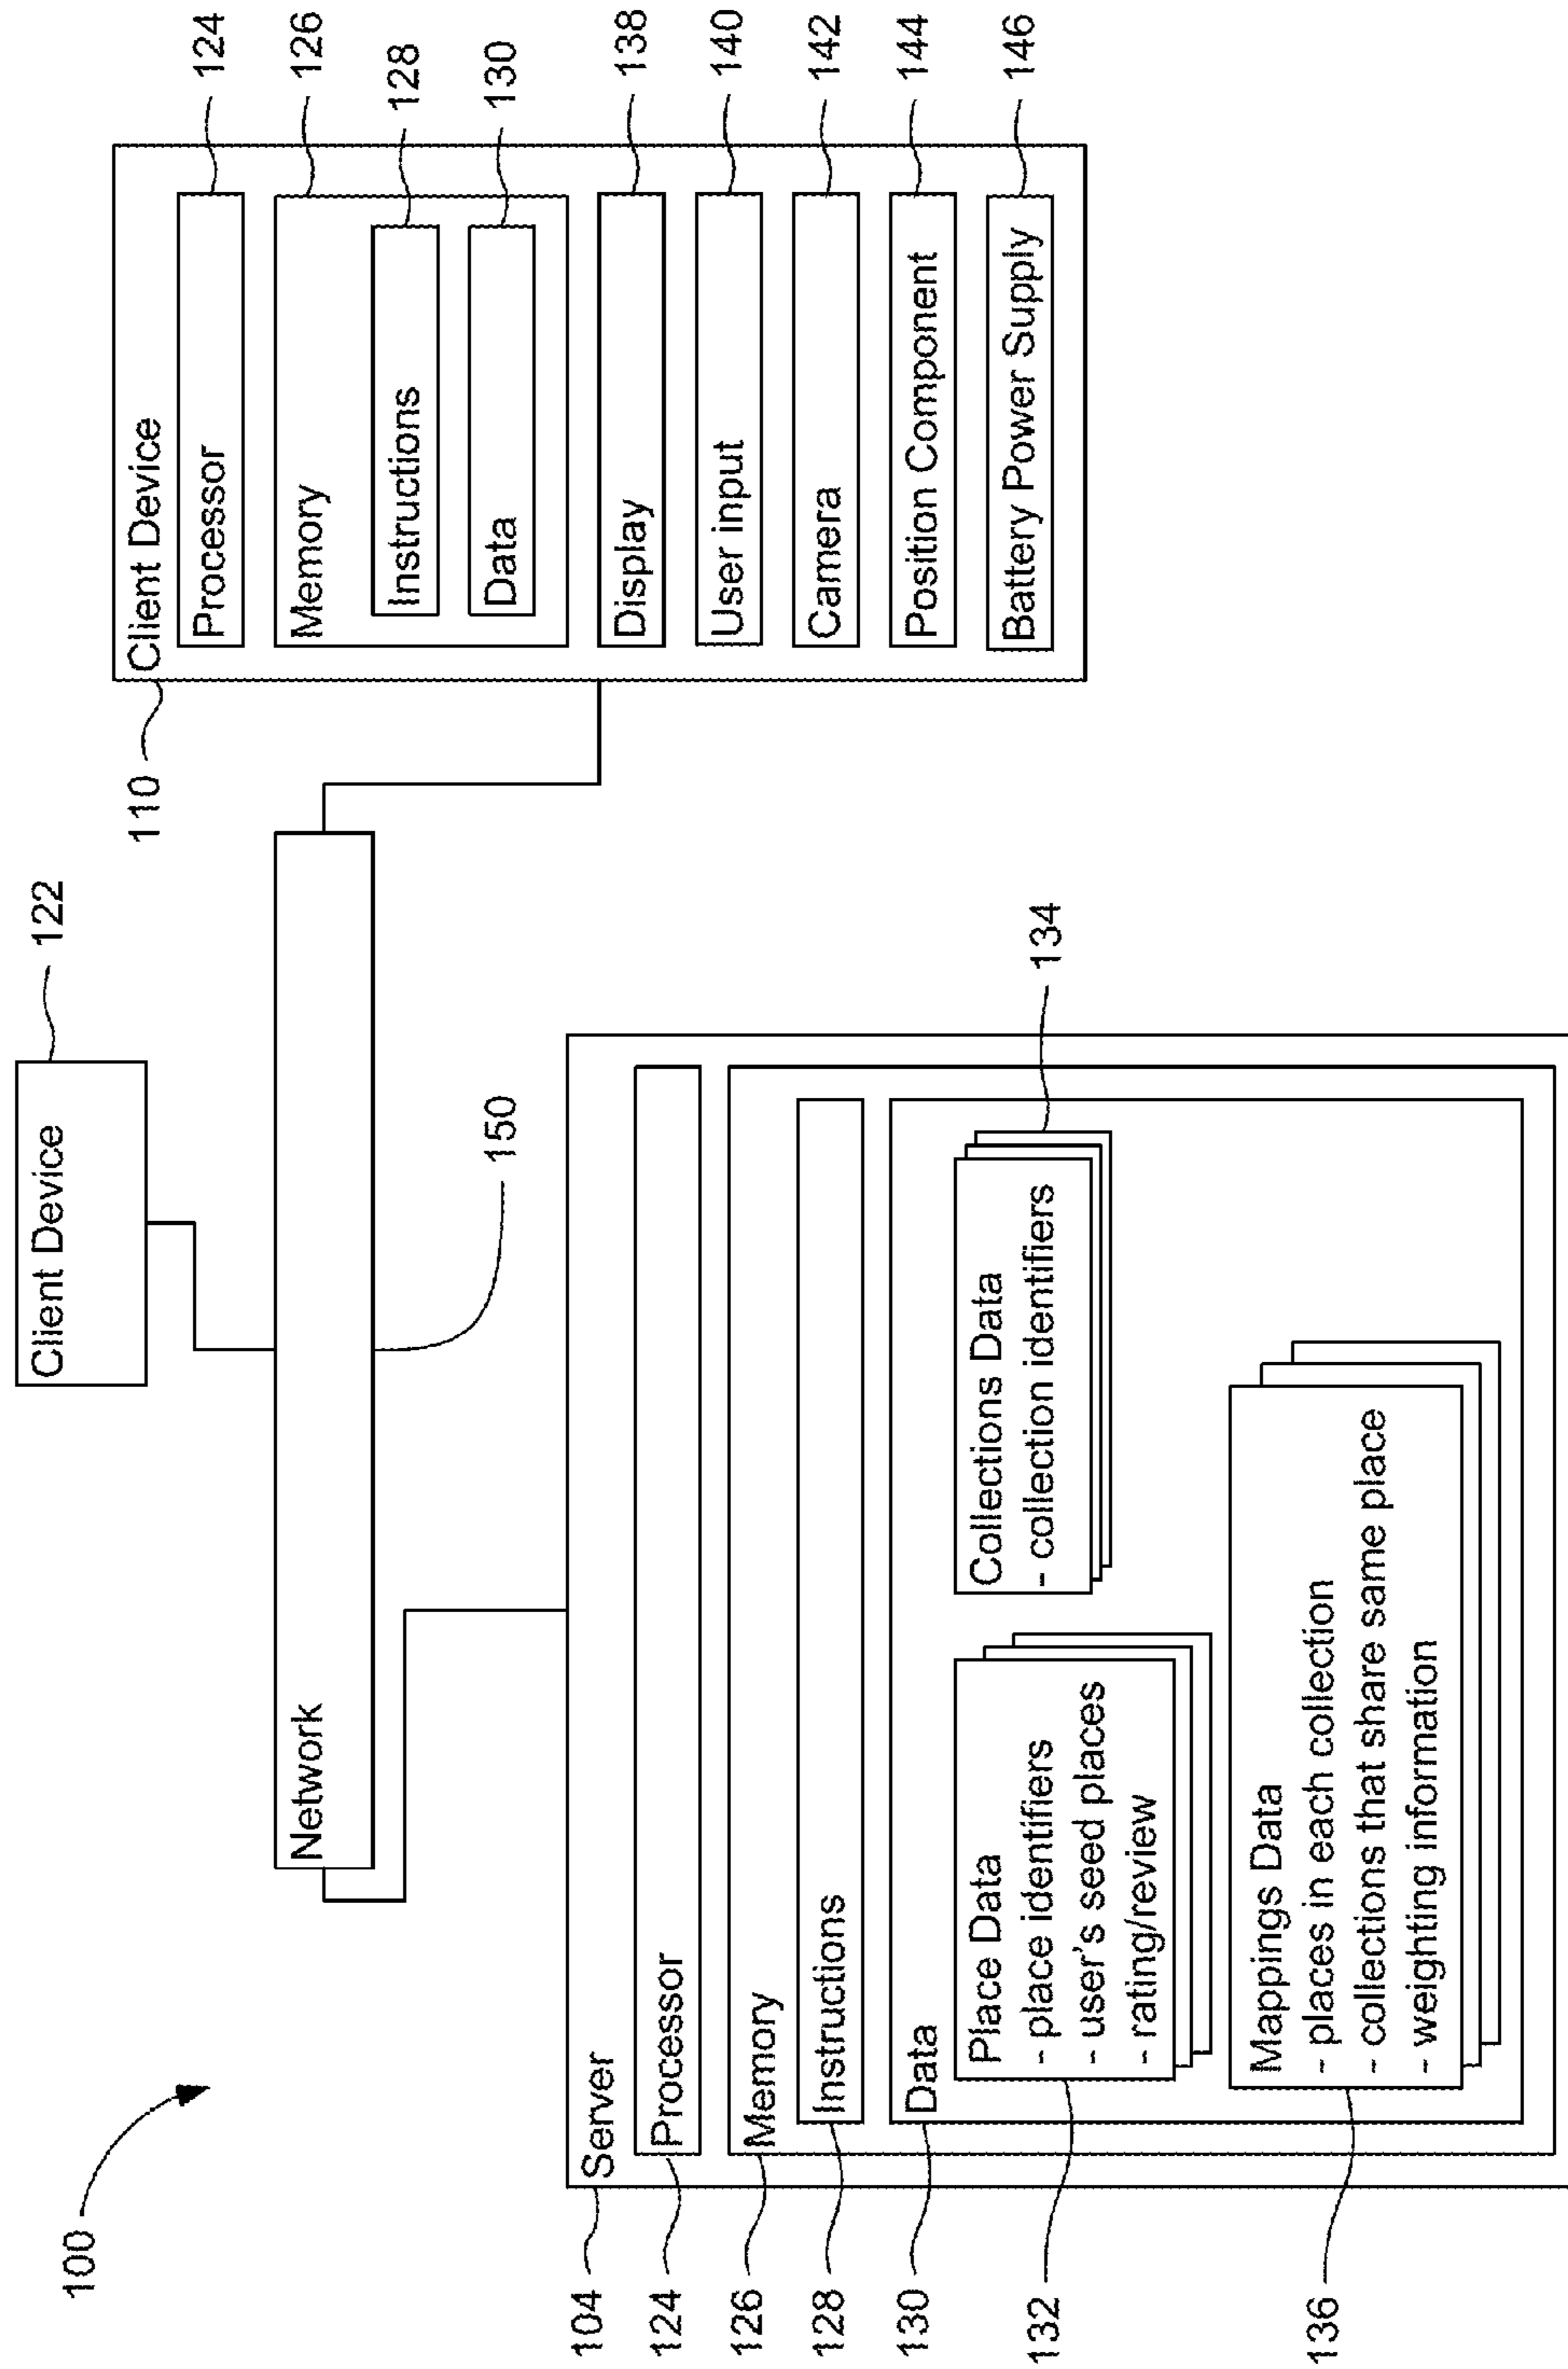 100
Client Device
122
Network
150
Server
104
Processor
124
Memory
126
Instructions
128
Data
130
Place Data
- place identifiers
- user's seed places
- rating/review
132
Collections Data
- collection identifiers
134
Mappings Data
- places in each collection
- collections that share same place
- weighting information
136
110
Client Device
Processor
124
Memory
126
Instructions
128
Data
130
Display
138
User input
140
Camera
142
Position Component
144
Battery Power Supply
146